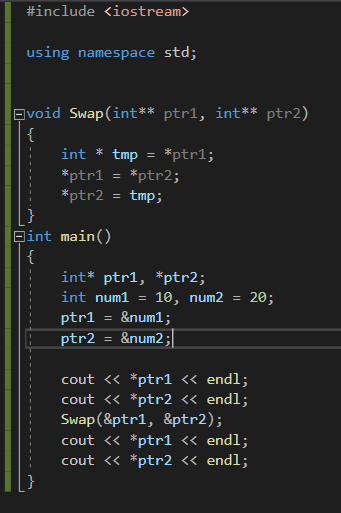 #include <iostream>
using namespace std;
void Swap(int** ptr1, int** ptr2)
{
int * tmp = *ptr1;
*ptr1 = *ptr2;
*ptr2 = tmp;
}
int main()
{
int* ptr1, *ptr2;
int num1 = 10, num2 = 20;
ptr1 = &num1;
ptr2 = &num2;
cout << *ptr1 << endl;
cout << *ptr2 << endl;
Swap(&ptr1, &ptr2);
cout << *ptr1 << endl;
cout << *ptr2 << endl;
}